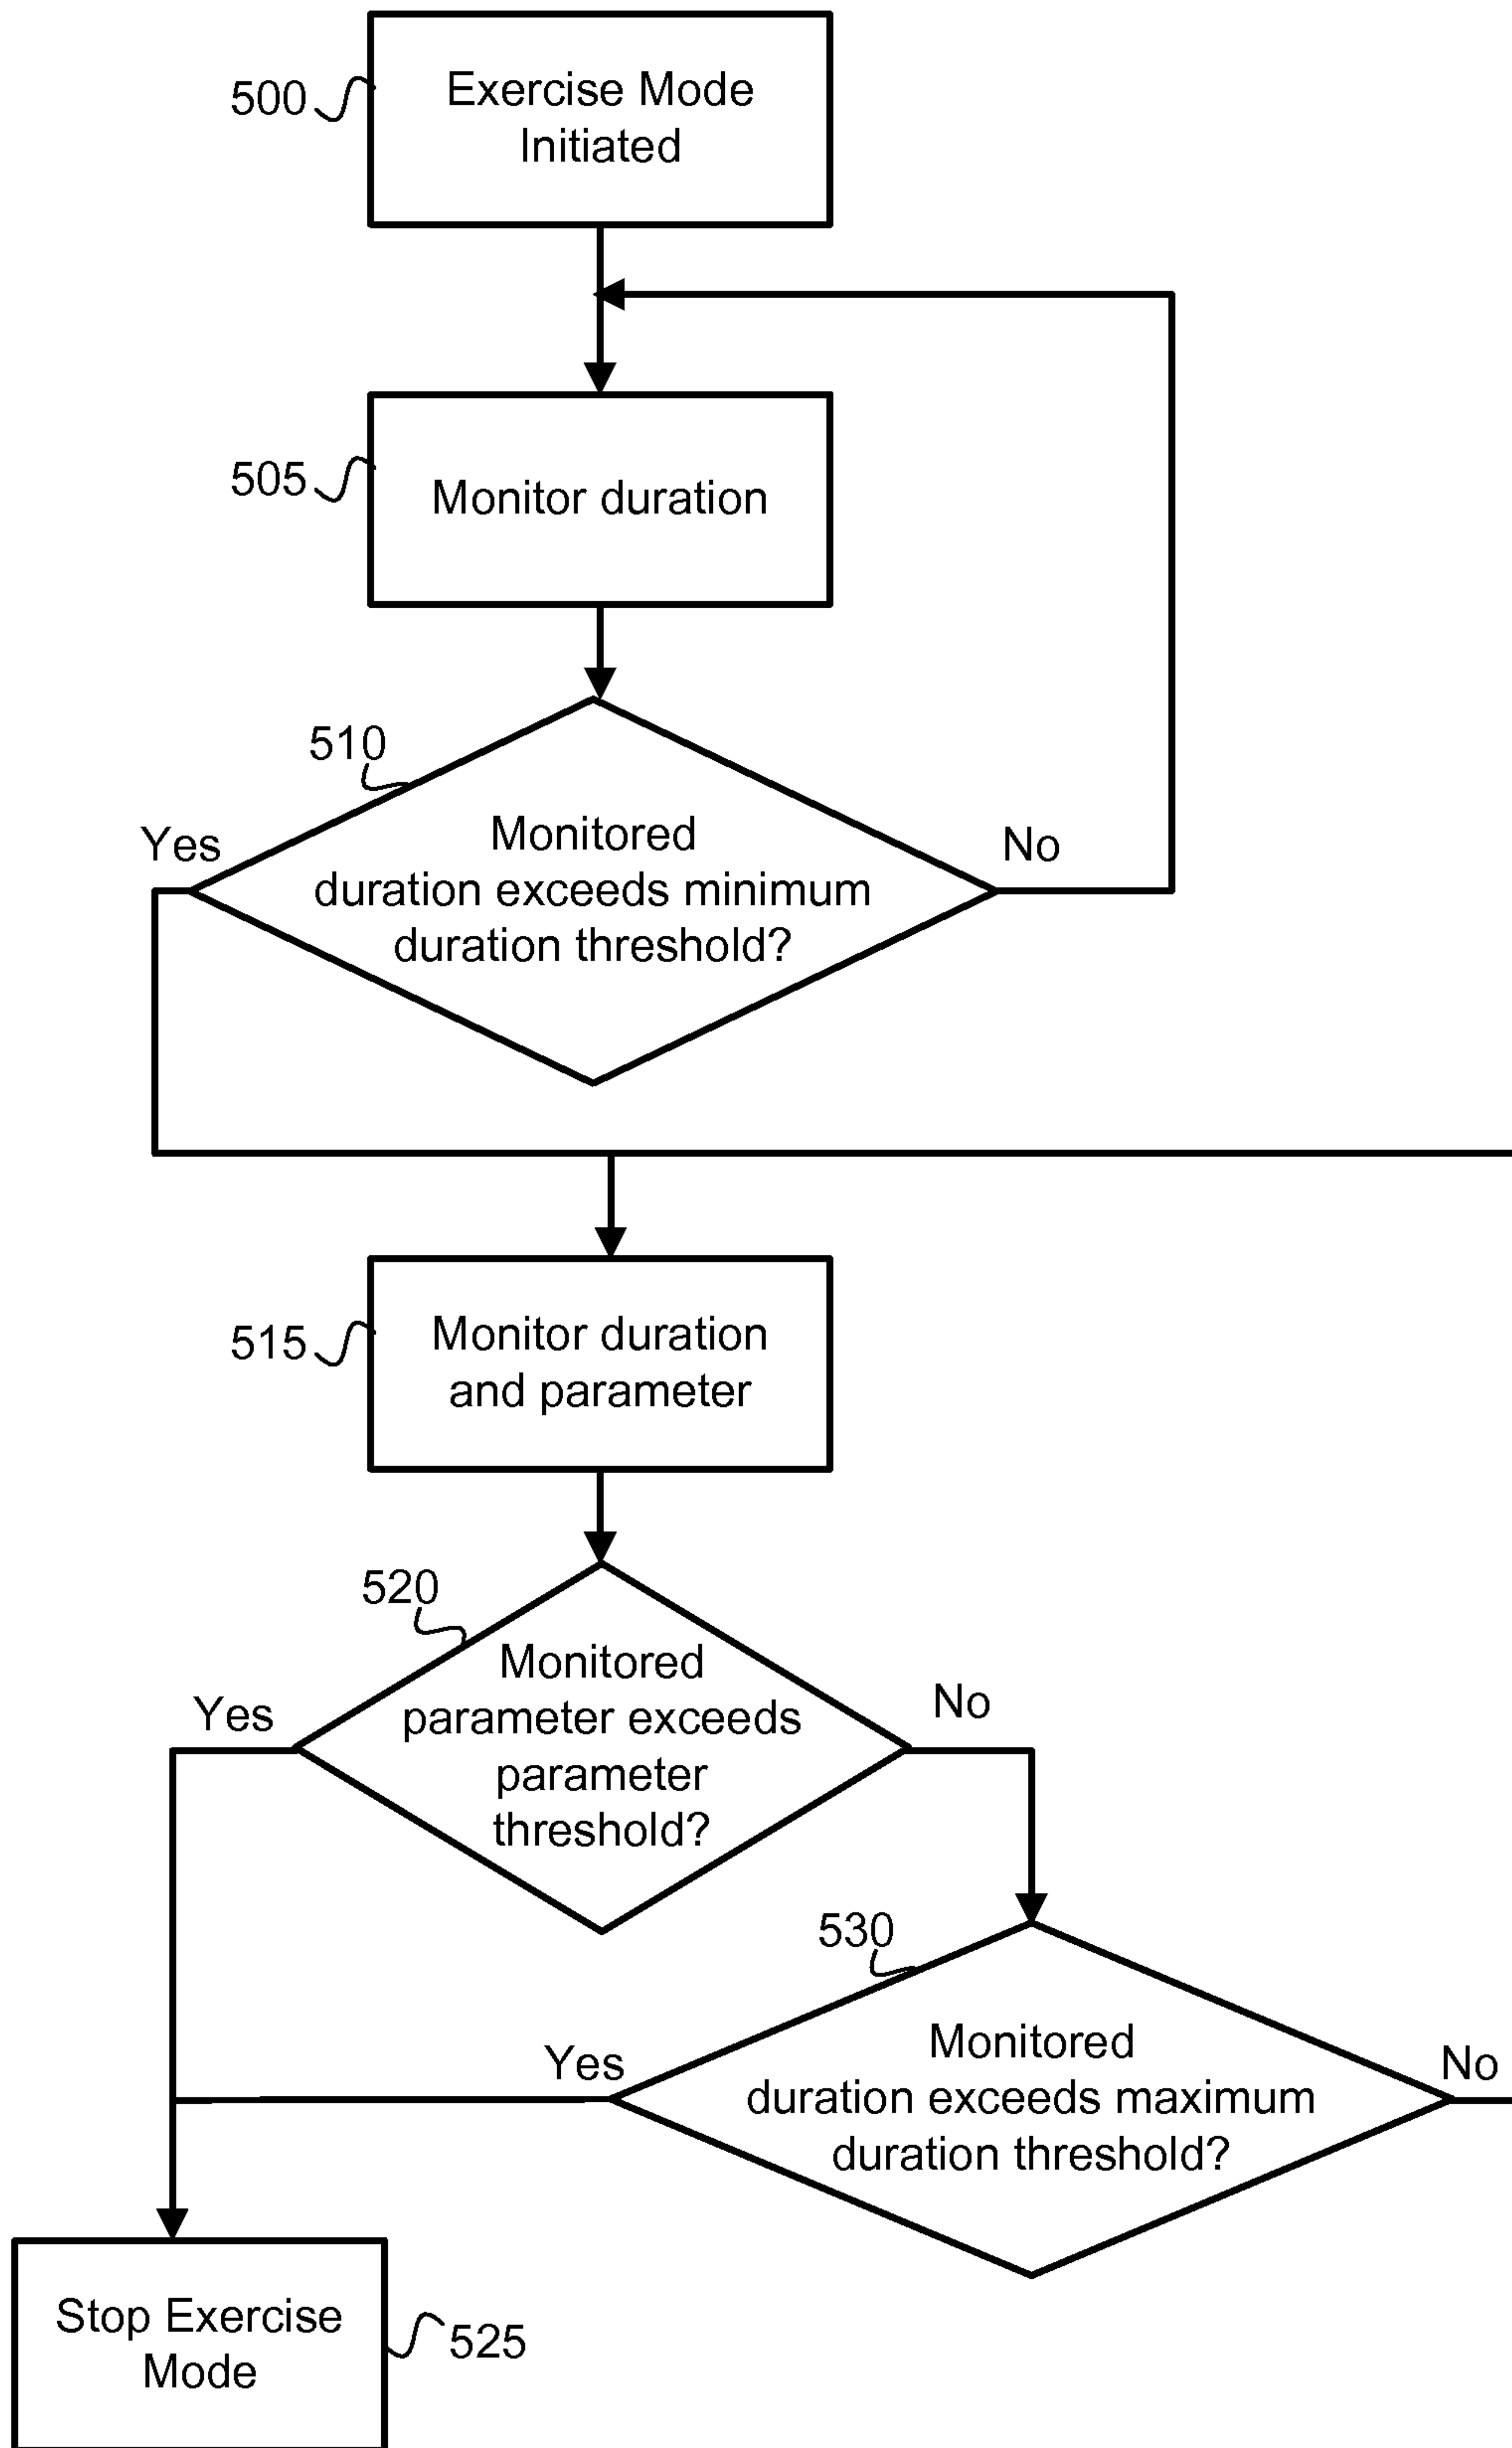 500
Exercise Mode
Initiated
505
Monitor duration
510
Yes
No
Monitored
duration exceeds minimum
duration threshold?
515
Monitor duration
and parameter
520
Yes
No
Monitored
parameter exceeds
parameter
threshold?
530
Yes
No
Monitored
duration exceeds maximum
duration threshold?
Stop Exercise
Mode
525